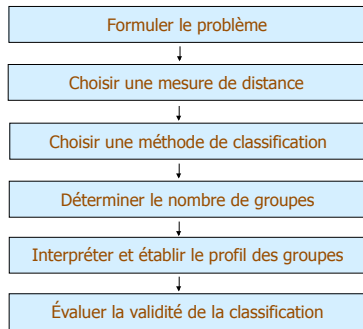 Formuler le problème
Choisir une mesure de distance
Choisir une méthode de classification
Déterminer le nombre de groupes
Interpréter et établir le profil des groupes
Évaluer la validité de la classification